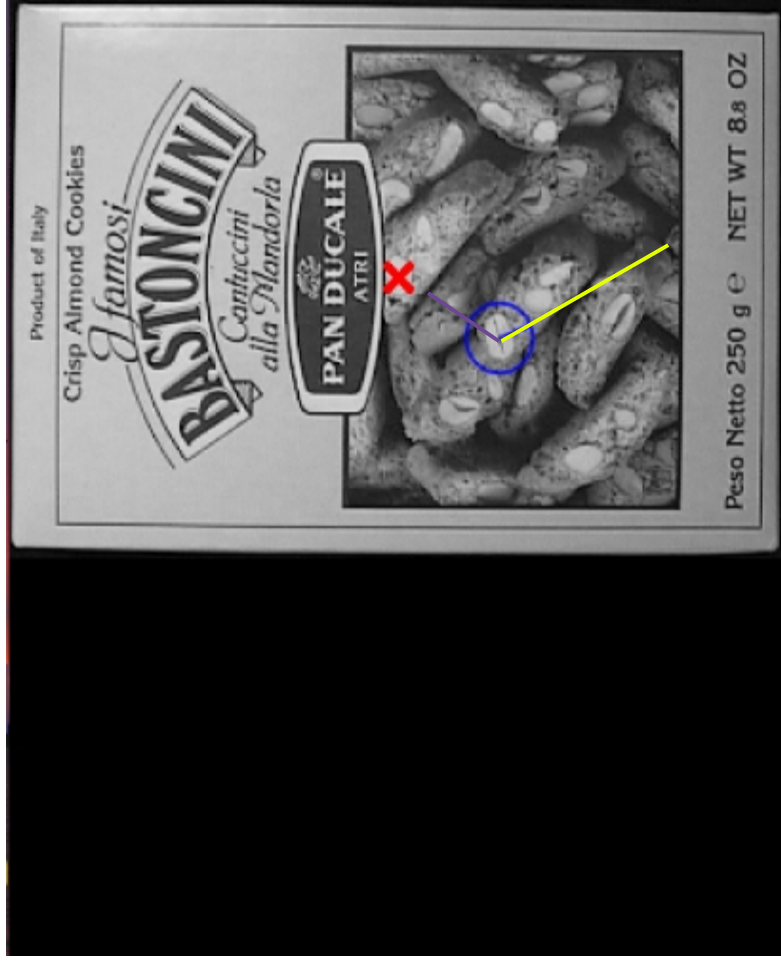 Product of Italy
Crisp Almond Cookies
I famosi
BASTONCINI
Cantuccini
alla Mandorla
PAN DUCALE®
ATRI
Peso Netto 250 g ℮ NET WT 8.8 OZ